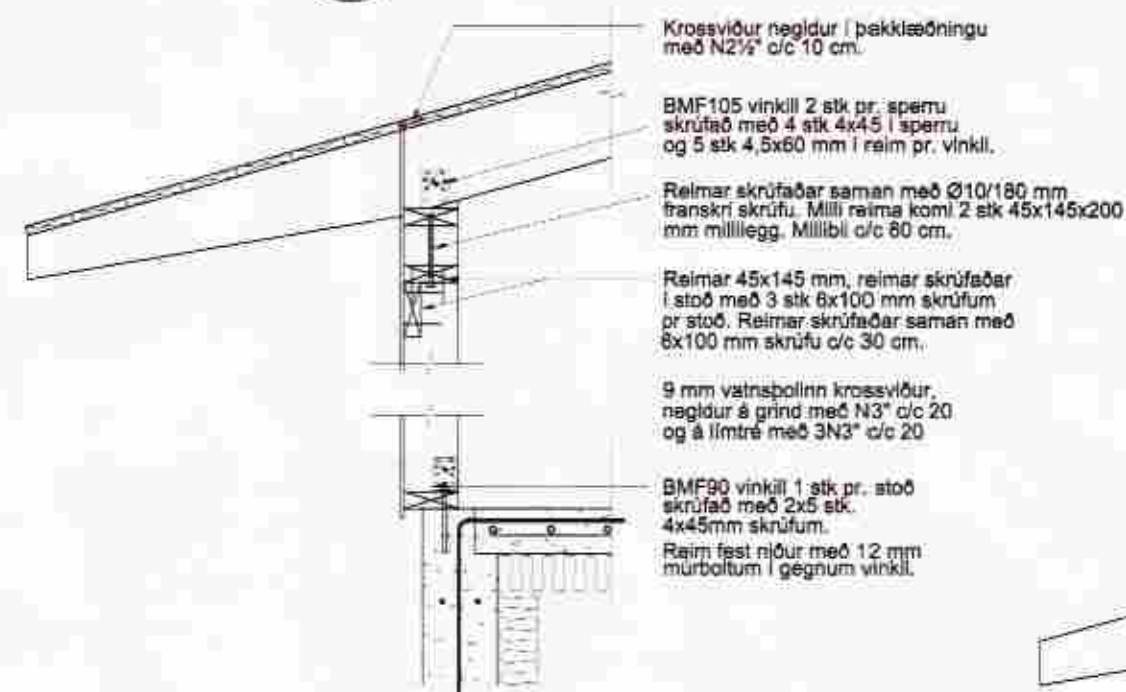 Krossviður negldur í þakklæðningu
með N2½" c/c 10 cm.
BMF105 vinkill 2 stk pr. sperru
skrúfað með 4 stk 4x45 í sperru
og 5 stk 4,5x60 mm í reim pr. vinkil.
Reimar skrúfaðar saman með Ø10/180 mm
franskri skrúfu. Milli reima komi 2 stk 45x145x200
mm millilegg. Millibil c/c 60 cm.
Reimar 45x145 mm, reimar skrúfaðar
í stoð með 3 stk 6x100 mm skrúfum
pr stoð. Reimar skrúfaðar saman með
6x100 mm skrúfu c/c 30 cm.
9 mm vatnsþolinn krossviður,
negldur á grind með N3" c/c 20
og á límtré með 3N3" c/c 20
BMF90 vinkill 1 stk pr. stoð
skrúfað með 2x5 stk.
4x45mm skrúfum.
Reim fest niður með 12 mm
múrboltum í gegnum vinkil.